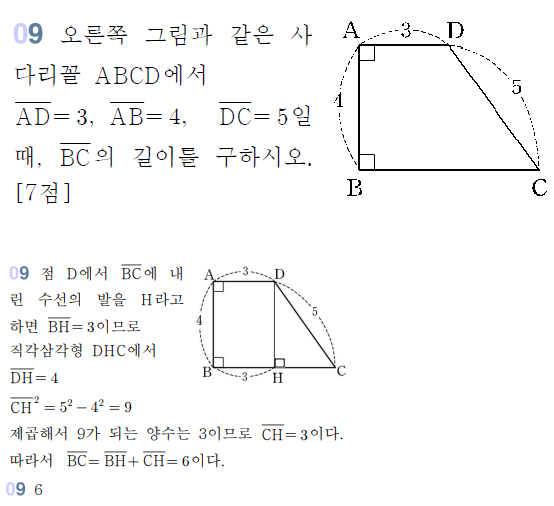 09 오른쪽 그림과 같은 사
다리꼴 ABCD에서
AD=3, AB=4, DC=5일
때, BC의 길이를 구하시오.
[7점]
A 3 D
4 5
B C
09 점 D에서 BC에 내
린 수선의 발을 H라고
하면 BH=3이므로
직각삼각형 DHC에서
DH=4
CH²=5²-4²=9
제곱해서 9가 되는 양수는 3이므로 CH=3이다.
따라서 BC=BH+CH=6이다.
A 3 D
4 5
B 3 H C
09 6